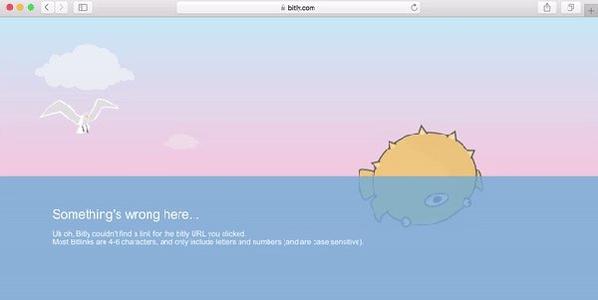 bitly.com
Something's wrong here...
Uh oh, Bitly couldn't find a link for the bitly URL you clicked.
Most Bitlinks are 4-6 characters, and only include letters and numbers (and are case sensitive).